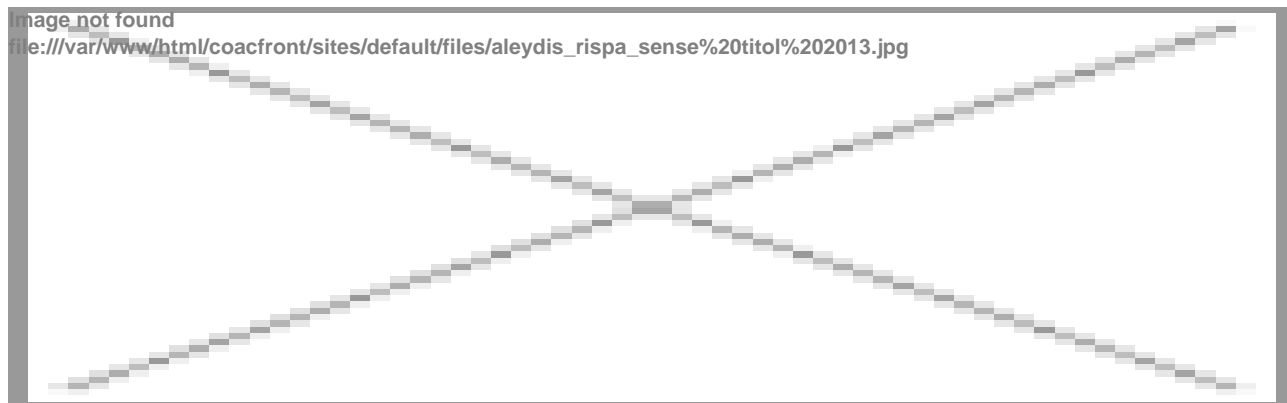 Image not found
file:///var/www/html/coacfront/sites/default/files/aleydis_rispa_sense%20titol%202013.jpg